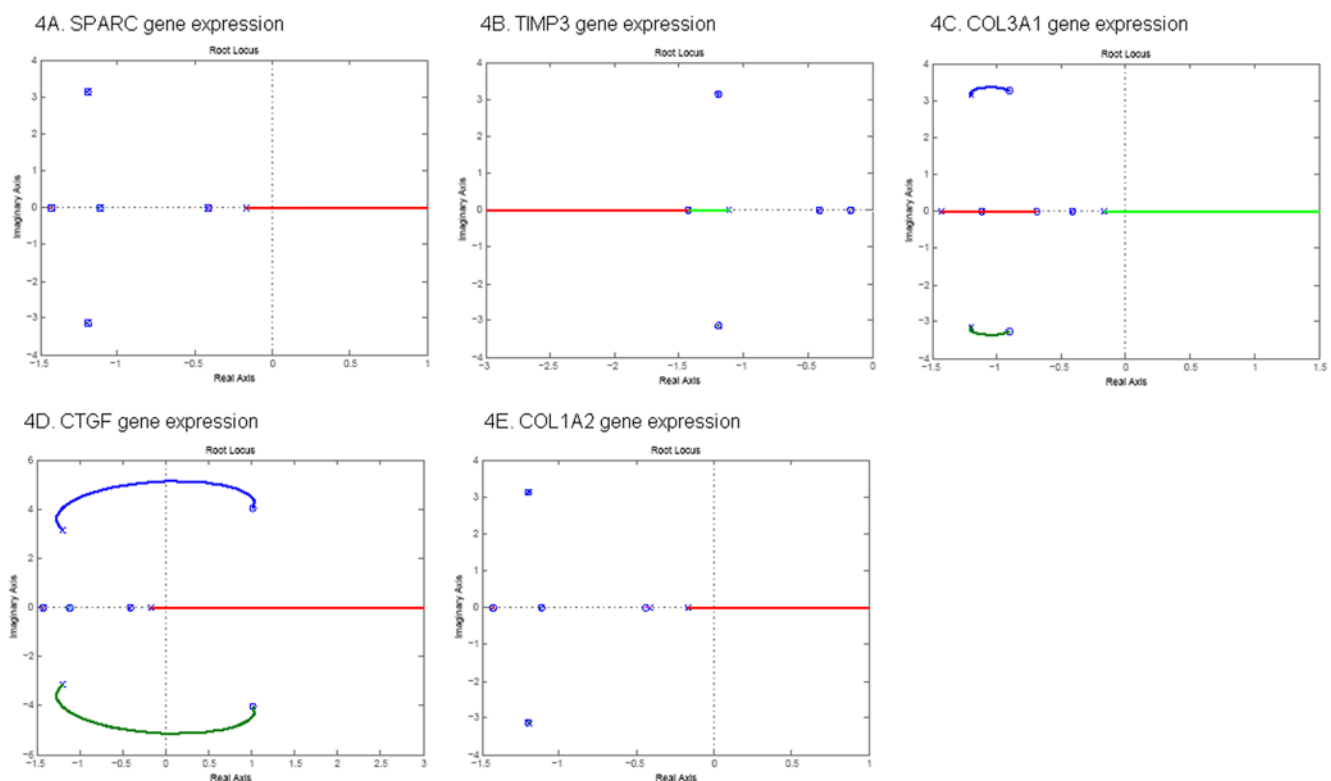 4A. SPARC gene expression
Root Locus
Imaginary Axis
4
3
2
1
0
−1
−2
−3
−4
−1.5 −1 −0.5 0 0.5 1
Real Axis
4B. TIMP3 gene expression
Root Locus
Imaginary Axis
4
3
2
1
0
−1
−2
−3
−4
−3 −2.5 −2 −1.5 −1 −0.5 0
Real Axis
4C. COL3A1 gene expression
Root Locus
Imaginary Axis
4
3
2
1
0
−1
−2
−3
−4
−1.5 −1 −0.5 0 0.5 1 1.5
Real Axis
4D. CTGF gene expression
Root Locus
Imaginary Axis
6
4
2
0
−2
−4
−6
−1.5 −1 −0.5 0 0.5 1 1.5 2 2.5 3
Real Axis
4E. COL1A2 gene expression
Root Locus
Imaginary Axis
4
3
2
1
0
−1
−2
−3
−4
−1.5 −1 −0.5 0 0.5 1
Real Axis